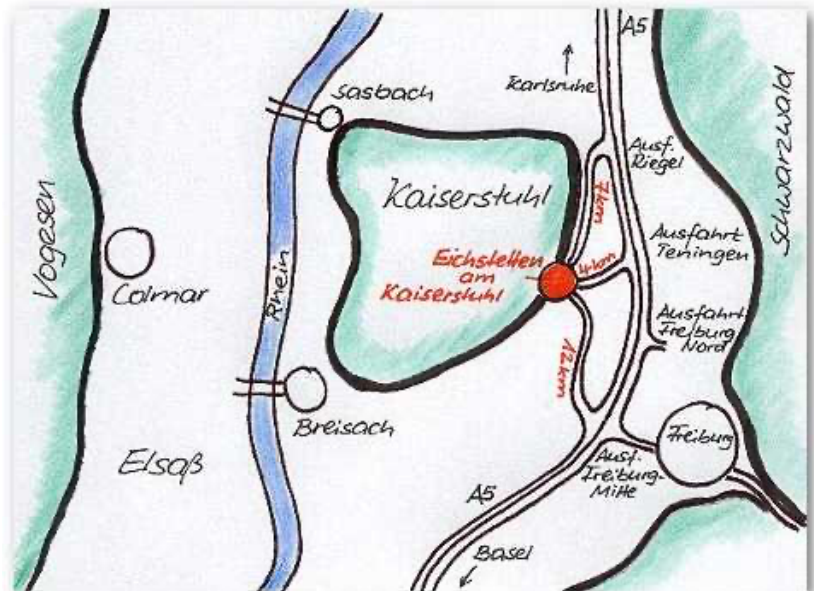 A5
Karlsruhe
Sasbach
Ausf.
Riegel
Schwarzwald
Kaiserstuhl
7km
Vogesen
Ausfahrt
Teningen
Eichstetten
am
Kaiserstuhl
4km
Colmar
Rhein
Ausfahrt
Freiburg
Nord
12km
Breisach
Freiburg
Elsaß
Ausf.
Freiburg-
Mitte
A5
Basel